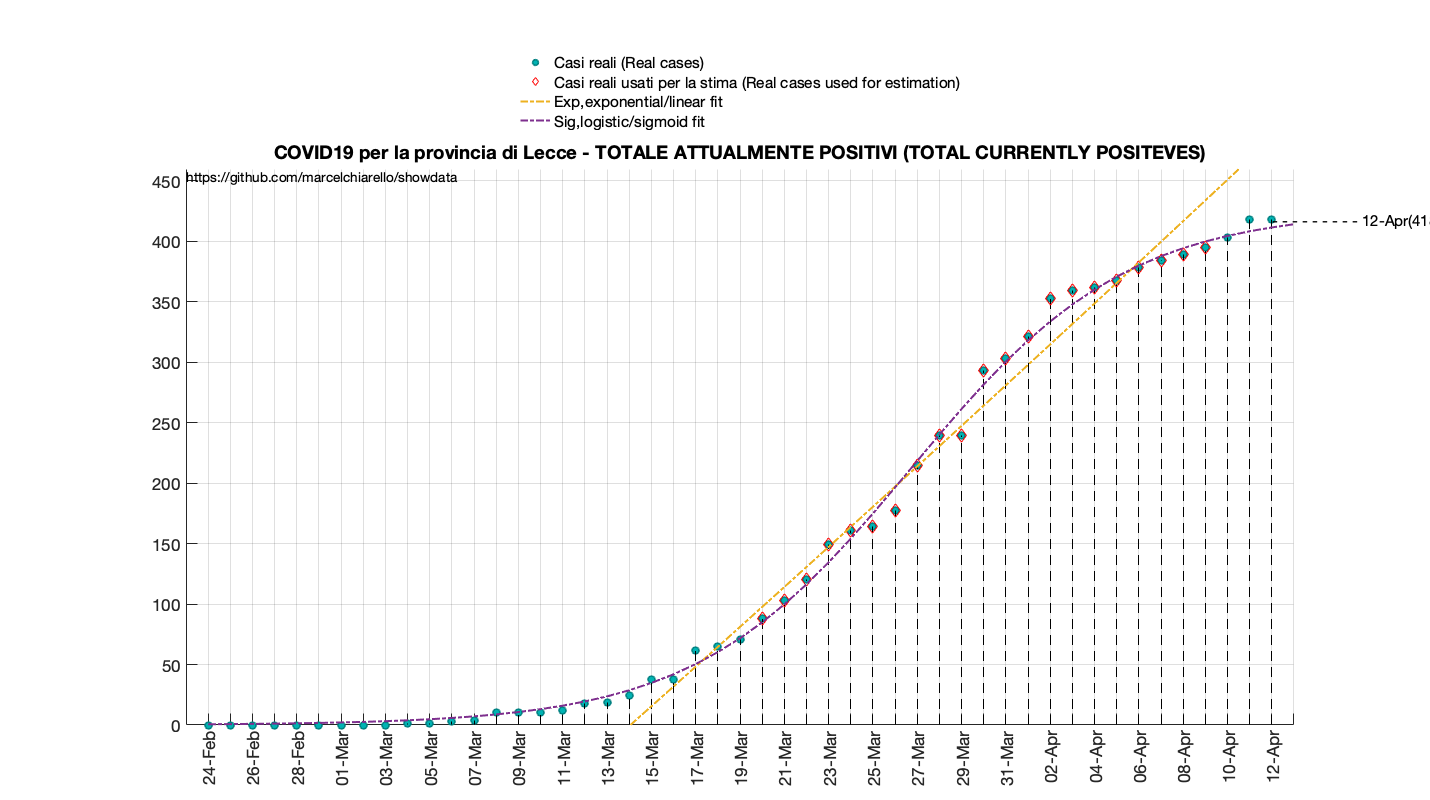 Casi reali (Real cases)
Casi reali usati per la stima (Real cases used for estimation)
Exp,exponential/linear fit
Sig,logistic/sigmoid fit
COVID19 per la provincia di Lecce - TOTALE ATTUALMENTE POSITIVI (TOTAL CURRENTLY POSITEVES)
https://github.com/marcelchiarello/showdata
450
400
350
300
250
200
150
100
50
0
12-Apr(41
24-Feb
26-Feb
28-Feb
01-Mar
03-Mar
05-Mar
07-Mar
09-Mar
11-Mar
13-Mar
15-Mar
17-Mar
19-Mar
21-Mar
23-Mar
25-Mar
27-Mar
29-Mar
31-Mar
02-Apr
04-Apr
06-Apr
08-Apr
10-Apr
12-Apr